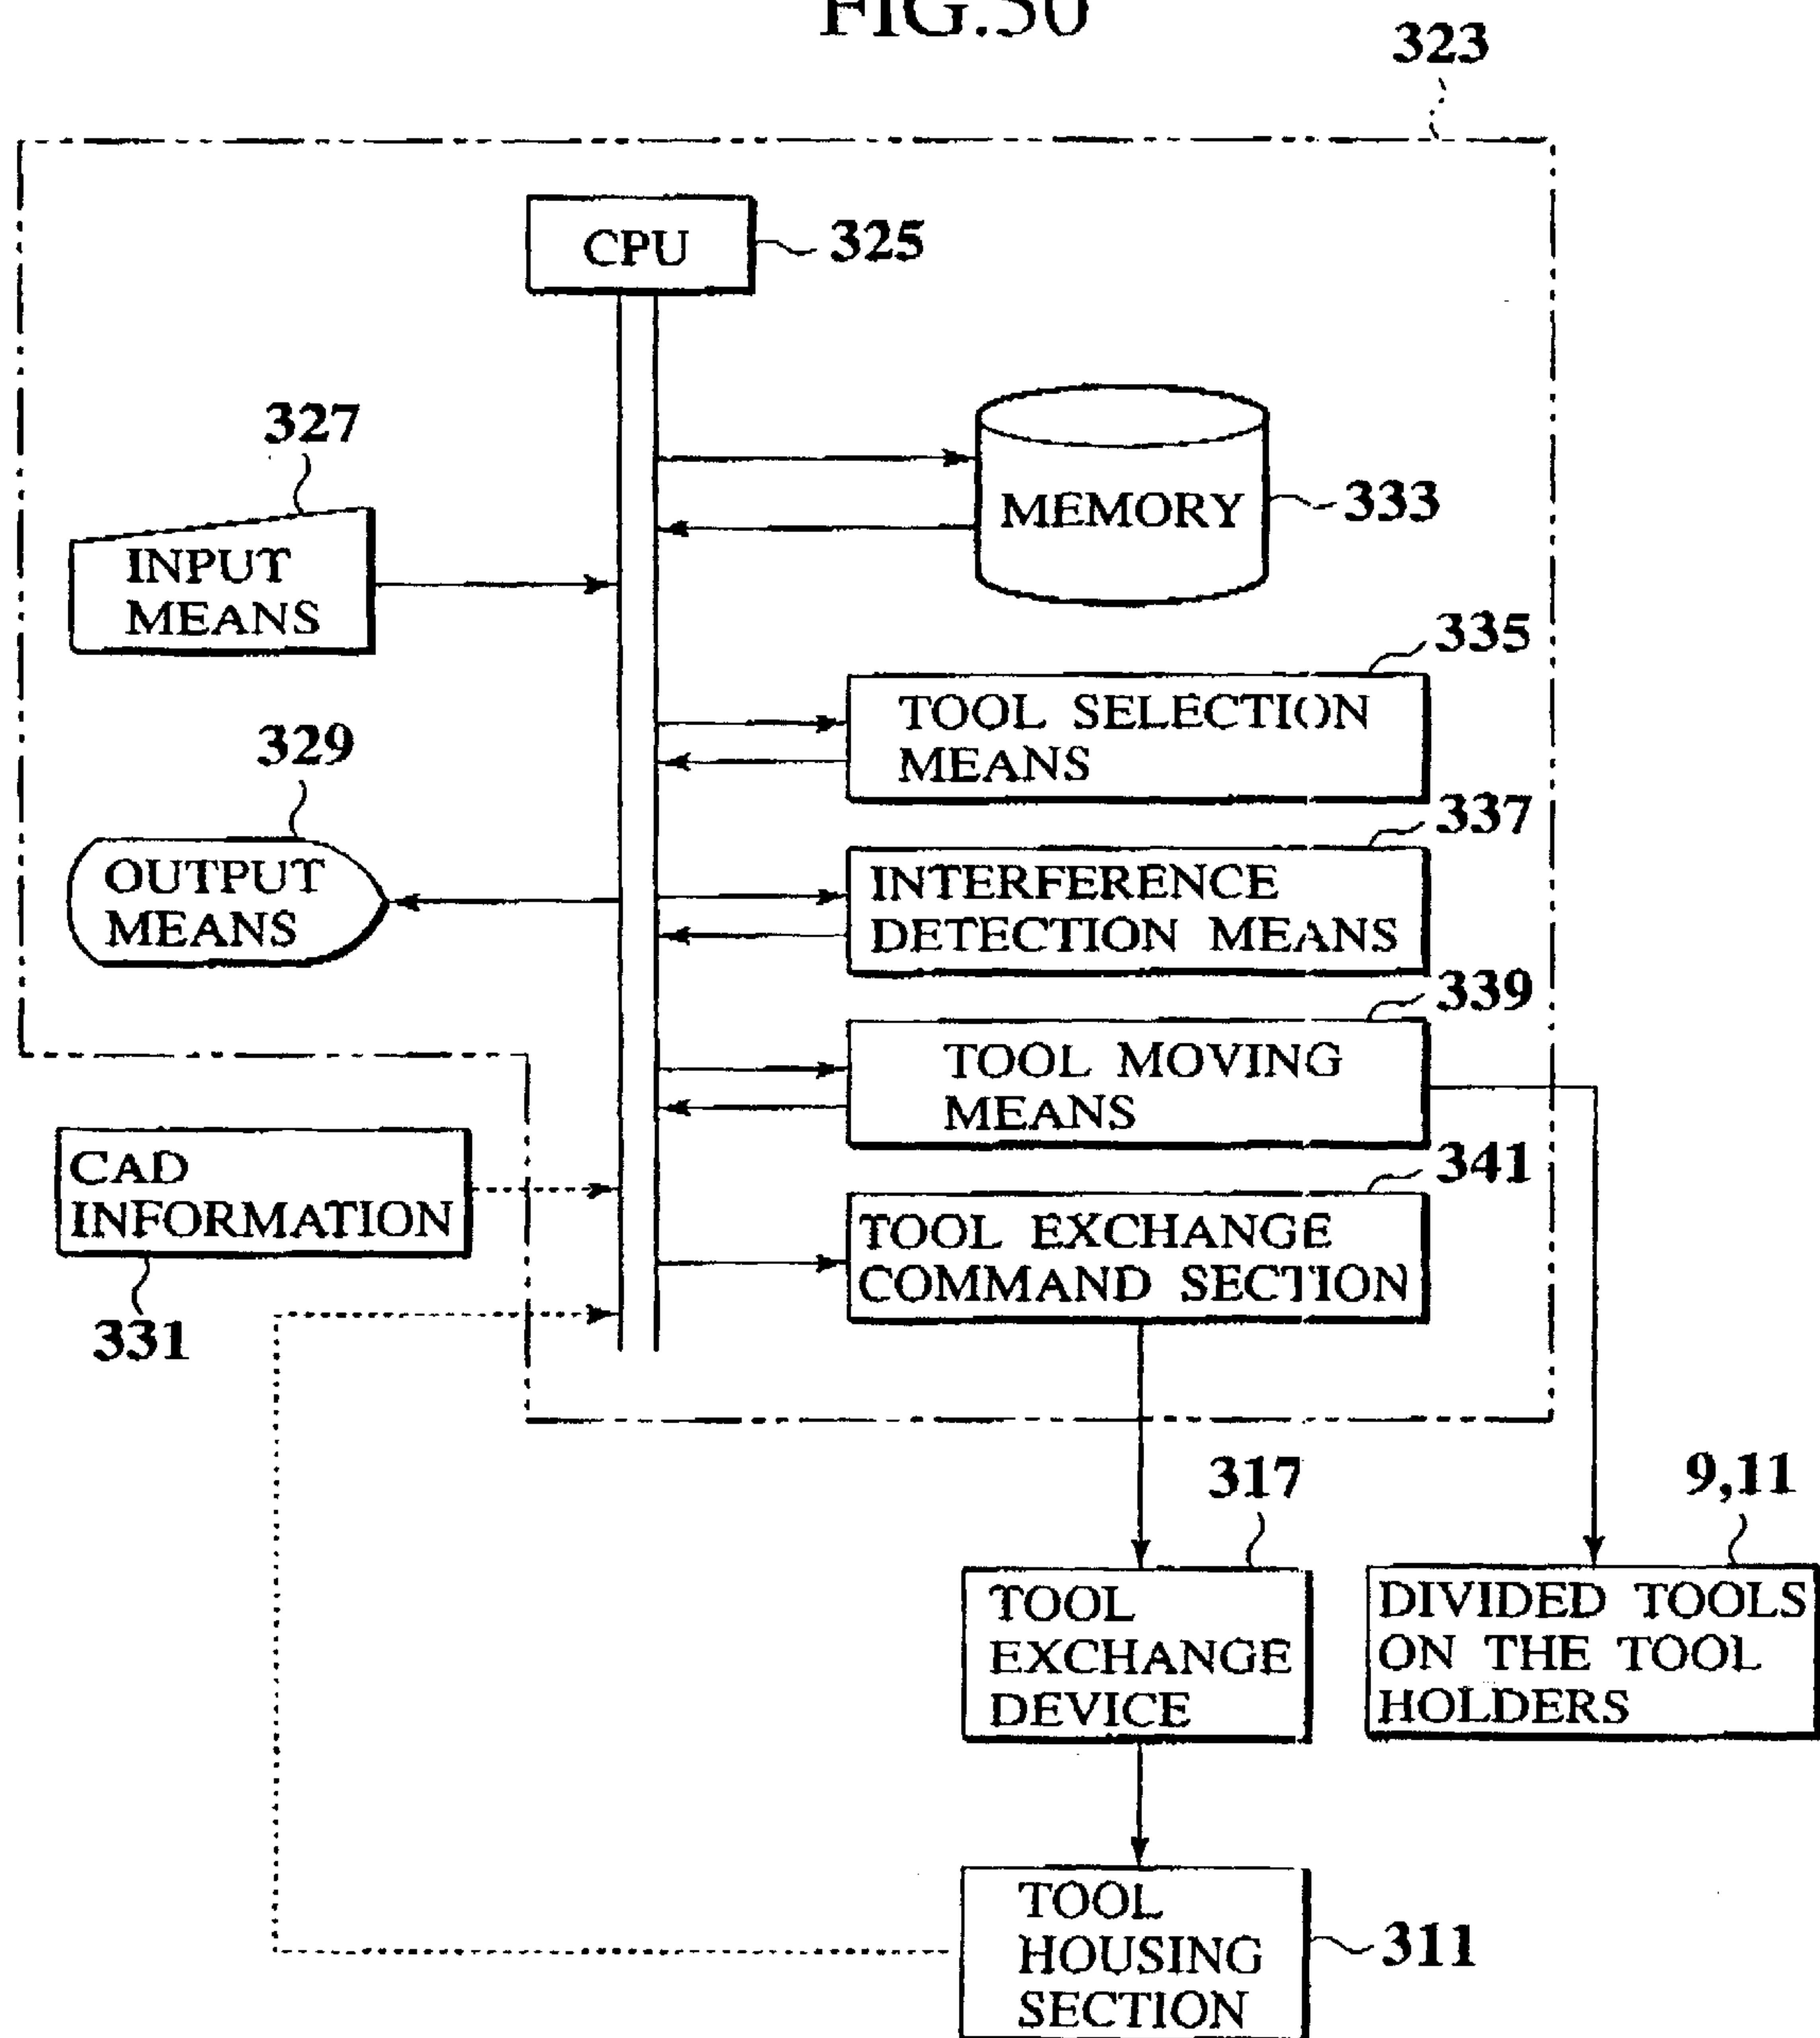 FIG.50
323
CPU
325
327
INPUT
MEANS
MEMORY
333
335
TOOL SELECTION
MEANS
329
OUTPUT
MEANS
337
INTERFERENCE
DETECTION MEANS
339
TOOL MOVING
MEANS
CAD
INFORMATION
331
341
TOOL EXCHANGE
COMMAND SECTION
317
9,11
TOOL
EXCHANGE
DEVICE
DIVIDED TOOLS
ON THE TOOL
HOLDERS
TOOL
HOUSING
SECTION
311